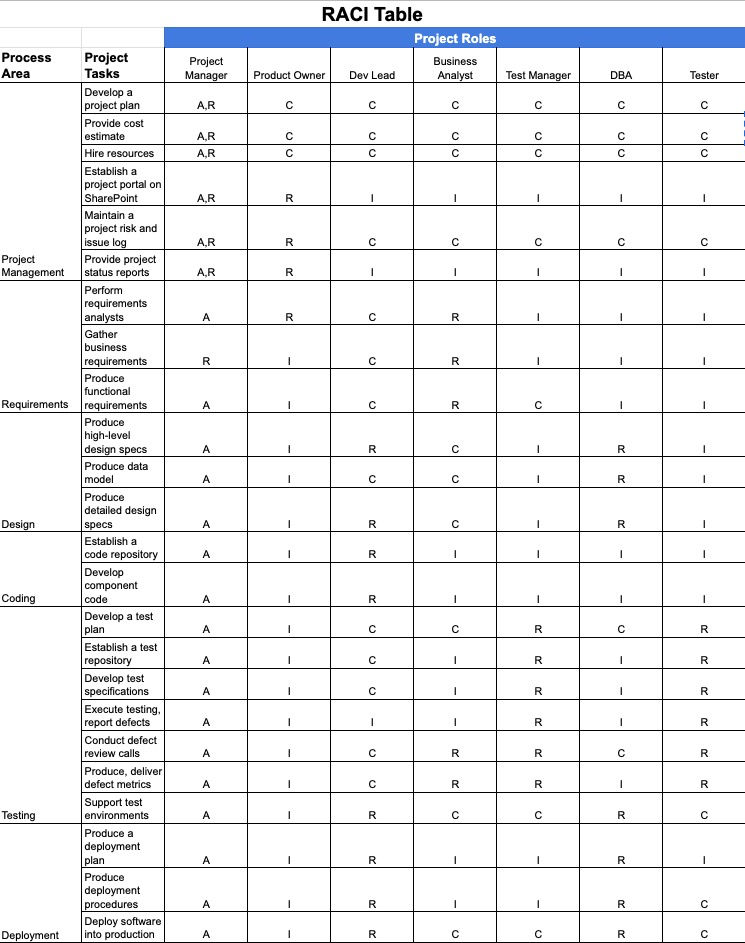 RACI Table
Project Roles
Process Area Project Tasks Project Manager Product Owner Dev Lead Business Analyst Test Manager DBA Tester
Develop a project plan A,R C C C C C C
Provide cost estimate A,R C C C C C C
Hire resources A,R C C C C C C
Establish a project portal on SharePoint A,R R I I I I I
Maintain a project risk and issue log A,R R C C C C C
Project Management Provide project status reports A,R R I I I I I
Perform requirements analysts A R C R I I I
Gather business requirements R I C R I I I
Requirements Produce functional requirements A I C R C I I
Produce high-level design specs A I R C I R I
Produce data model A I C C I R I
Design Produce detailed design specs A I R C I R I
Establish a code repository A I R I I I I
Coding Develop component code A I R I I I I
Develop a test plan A I C C R C R
Establish a test repository A I C I R I R
Develop test specifications A I C I R I R
Execute testing, report defects A I I I R I R
Conduct defect review calls A I C R R C R
Produce, deliver defect metrics A I C R R I R
Testing Support test environments A I R C C R C
Produce a deployment plan A I R I I R I
Produce deployment procedures A I R I I R C
Deployment Deploy software into production A I R C C R C